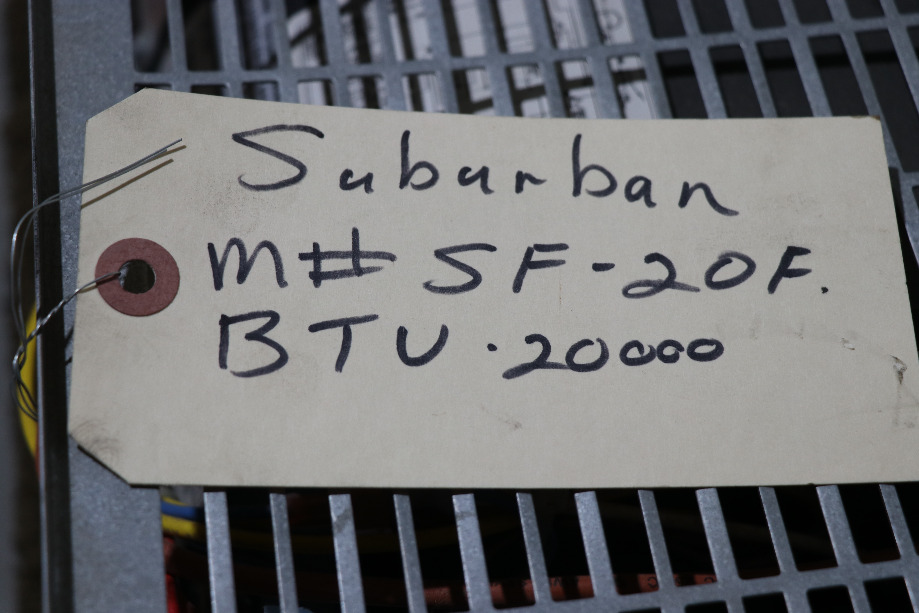 Suburban
M# SF-20F.
BTU .20000